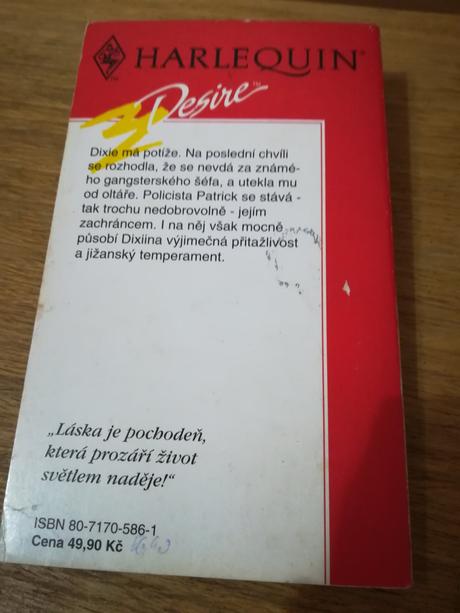 HARLEQUIN®
Desire™
Dixie má potíže. Na poslední chvíli
se rozhodla, že se nevdá za známé-
ho gangsterského šéfa, a utekla mu
od oltáře. Policista Patrick se stává -
tak trochu nedobrovolně - jejím
zachráncem. I na něj však mocně
působí Dixiina výjimečná přitažlivost
a jižanský temperament.
„Láska je pochodeň,
která prozáří život
světlem naděje!“
ISBN 80-7170-586-1
Cena 49,90 Kč